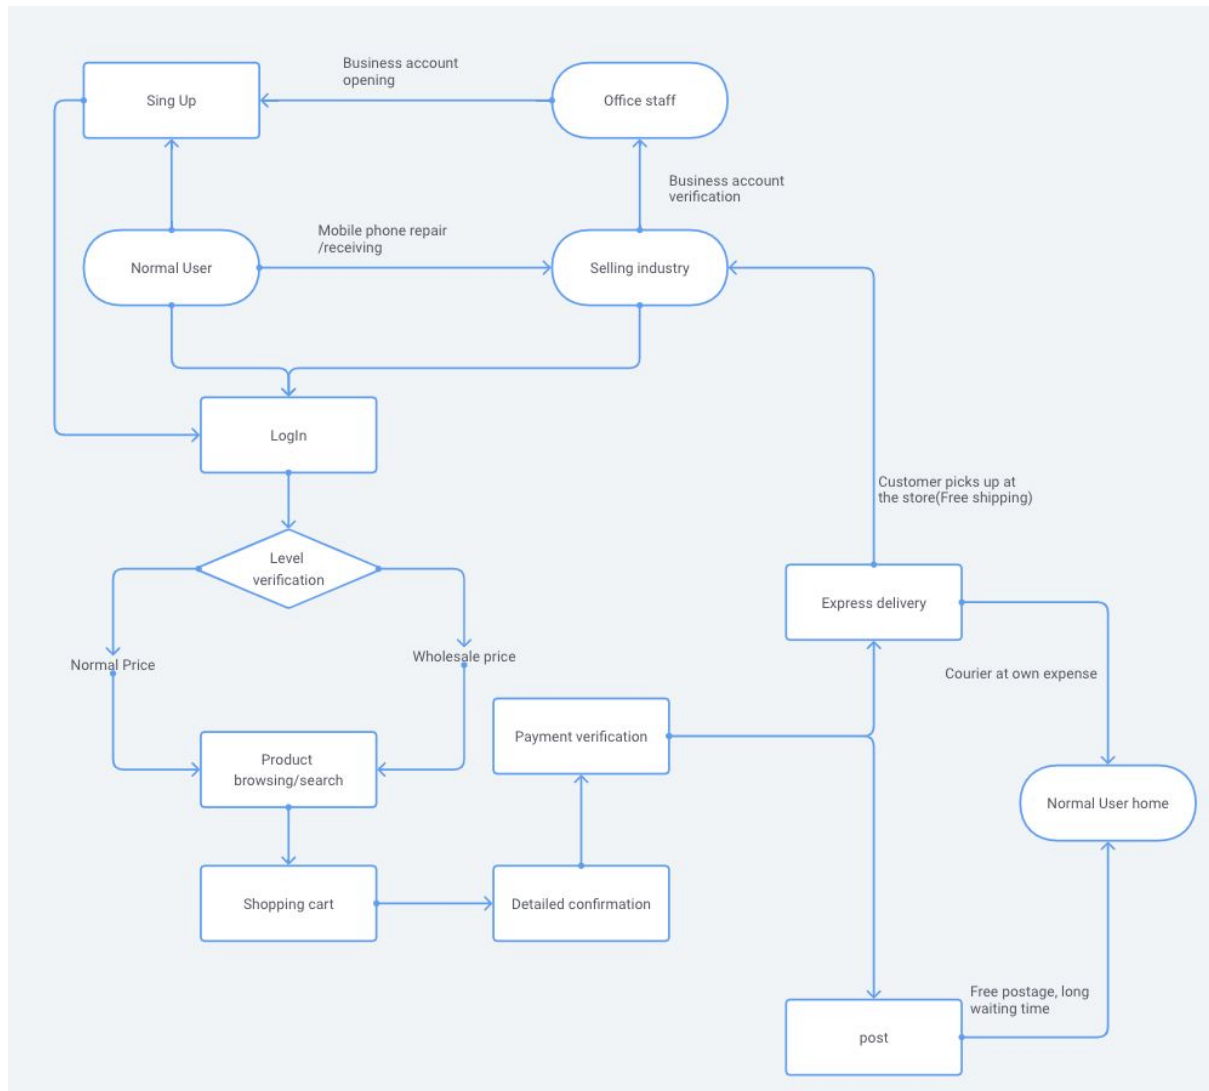 Business account
opening
Sing Up
Office staff
Business account
verification
Mobile phone repair
/receiving
Normal User
Selling industry
LogIn
Customer picks up at
the store(Free shipping)
Level
verification
Express delivery
Normal Price
Wholesale price
Courier at own expense
Payment verification
Product
browsing/search
Normal User home
Shopping cart
Detailed confirmation
Free postage, long
waiting time
post